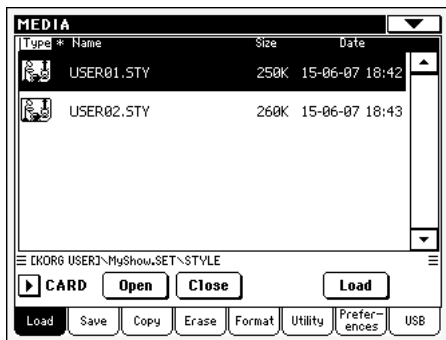 MEDIA
Type * Name Size Date
USER01.STY 250K 15-06-07 18:42
USER02.STY 260K 15-06-07 18:43
[KORG USER]\MyShow.SET\STYLE
CARD Open Close Load
Load Save Copy Erase Format Utility Prefer-ences USB